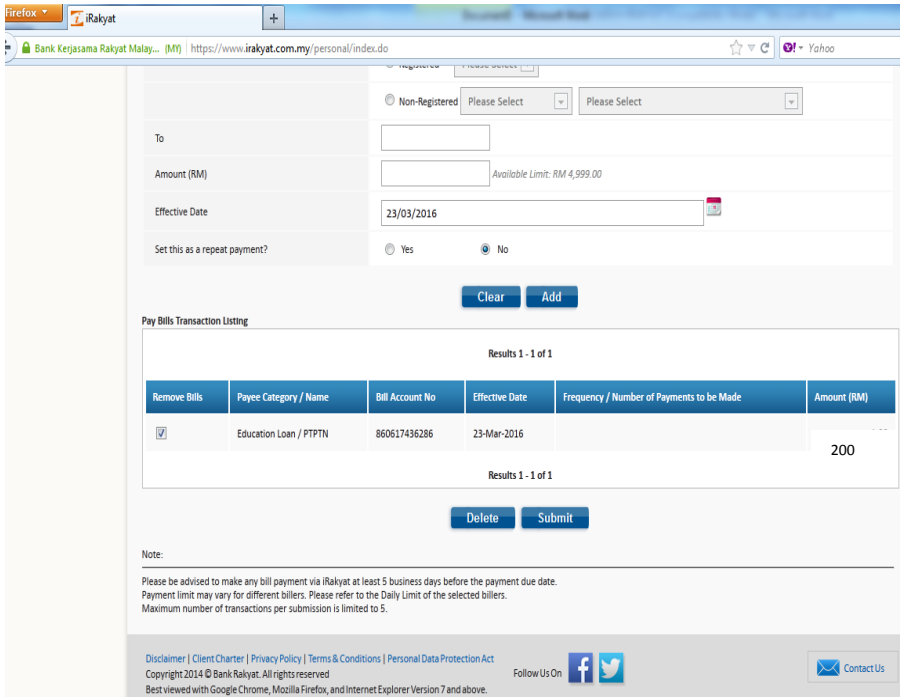 Firefox
iRakyat
Bank Kerjasama Rakyat Malay... (MY) https://www.irakyat.com.my/personal/index.do Yahoo
Registered Please Select
Non-Registered Please Select Please Select
To
Amount (RM) Available Limit: RM 4,999.00
Effective Date 23/03/2016
Set this as a repeat payment? Yes No
Clear Add
Pay Bills Transaction Listing
Results 1 - 1 of 1
Remove Bills Payee Category / Name Bill Account No Effective Date Frequency / Number of Payments to be Made Amount (RM)
Education Loan / PTPTN 860617436286 23-Mar-2016
200
Results 1 - 1 of 1
Delete Submit
Note:
Please be advised to make any bill payment via iRakyat at least 5 business days before the payment due date.
Payment limit may vary for different billers. Please refer to the Daily Limit of the selected billers.
Maximum number of transactions per submission is limited to 5.
Disclaimer | Client Charter | Privacy Policy | Terms & Conditions | Personal Data Protection Act
Copyright 2014 © Bank Rakyat. All rights reserved
Best viewed with Google Chrome, Mozilla Firefox, and Internet Explorer Version 7 and above.
Follow Us On
Contact Us